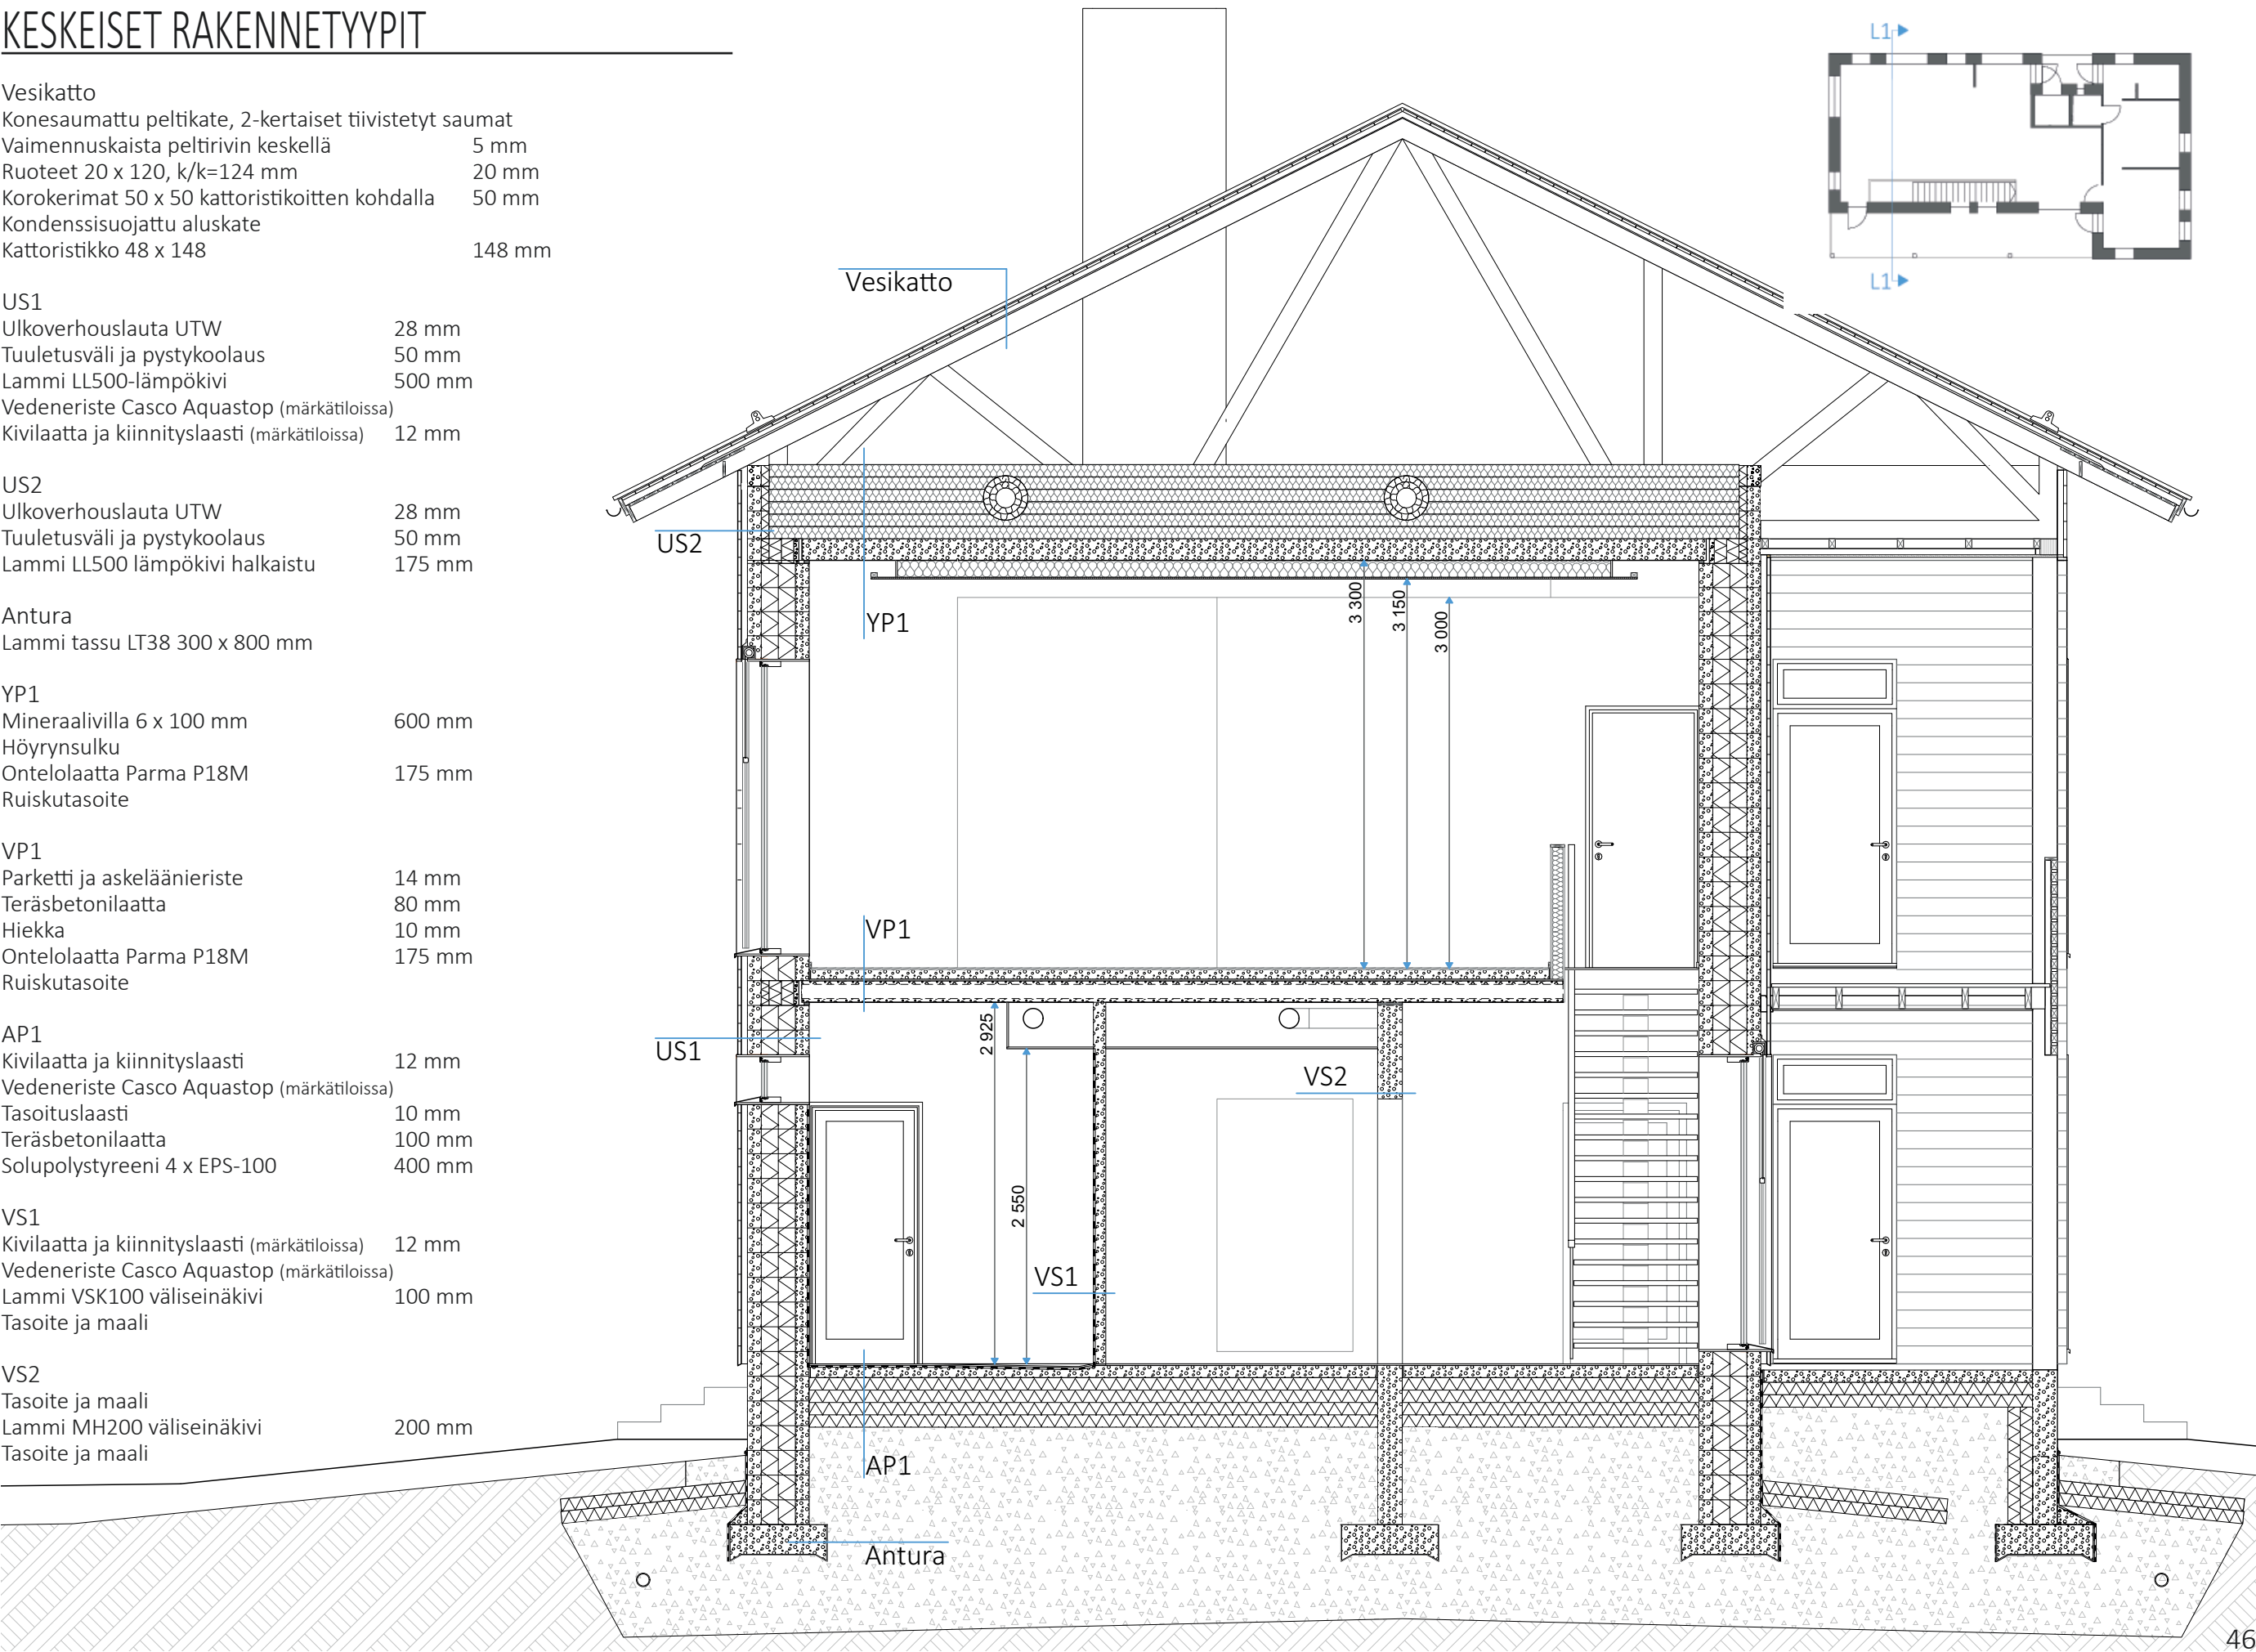 KESKEISET RAKENNETYYPIT
Vesikatto
Konesaumattu peltikate, 2-kertaiset tiivistetyt saumat
Vaimennuskaista peltirivin keskellä 5 mm
Ruoteet 20 x 120, k/k=124 mm 20 mm
Korokerimat 50 x 50 kattoristikoitten kohdalla 50 mm
Kondenssisuojattu aluskate
Kattoristikko 48 x 148 148 mm
US1
Ulkoverhouslauta UTW 28 mm
Tuuletusväli ja pystykoolaus 50 mm
Lammi LL500-lämpökivi 500 mm
Vedeneriste Casco Aquastop (märkätiloissa)
Kivilaatta ja kiinnityslaasti (märkätiloissa) 12 mm
US2
Ulkoverhouslauta UTW 28 mm
Tuuletusväli ja pystykoolaus 50 mm
Lammi LL500 lämpökivi halkaistu 175 mm
Antura
Lammi tassu LT38 300 x 800 mm
YP1
Mineraalivilla 6 x 100 mm 600 mm
Höyrynsulku
Ontelolaatta Parma P18M 175 mm
Ruiskutasoite
VP1
Parketti ja askeläänieriste 14 mm
Teräsbetonilaatta 80 mm
Hiekka 10 mm
Ontelolaatta Parma P18M 175 mm
Ruiskutasoite
AP1
Kivilaatta ja kiinnityslaasti 12 mm
Vedeneriste Casco Aquastop (märkätiloissa)
Tasoituslaasti 10 mm
Teräsbetonilaatta 100 mm
Solupolystyreeni 4 x EPS-100 400 mm
VS1
Kivilaatta ja kiinnityslaasti (märkätiloissa) 12 mm
Vedeneriste Casco Aquastop (märkätiloissa)
Lammi VSK100 väliseinäkivi 100 mm
Tasoite ja maali
VS2
Tasoite ja maali
Lammi MH200 väliseinäkivi 200 mm
Tasoite ja maali
L1
L1
Vesikatto
US2
YP1
3 300
3 150
3 000
VP1
US1
2 925
VS2
2 550
VS1
AP1
Antura
46